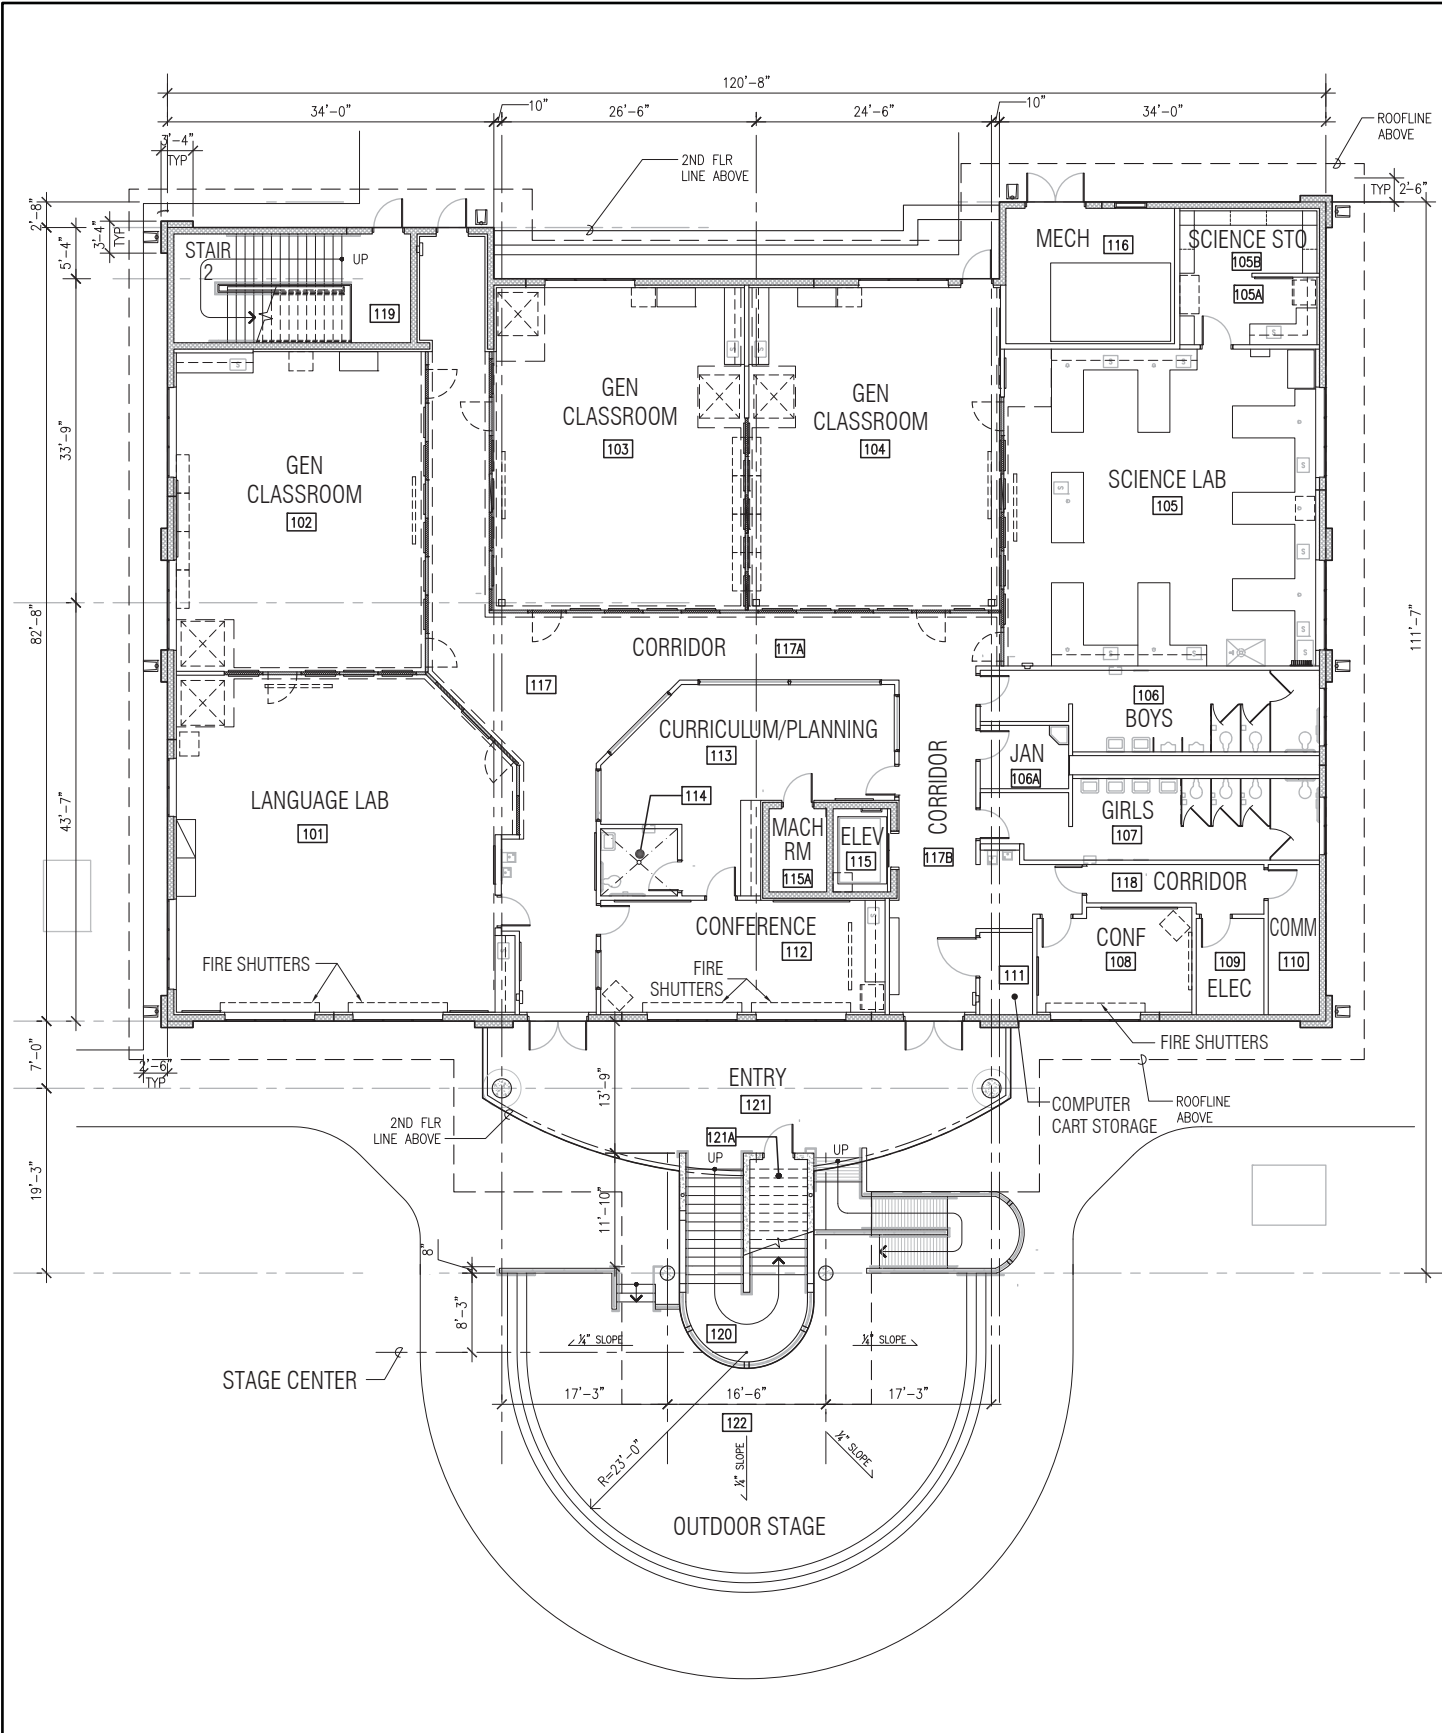 120'-8"
34'-0"
10"
26'-6"
24'-6"
10"
34'-0"
ROOFLINE
ABOVE
3'-4"
TYP
2ND FLR
LINE ABOVE
TYP
2'-6"
2'-8"
3'-4"
TYP
5'-4"
STAIR
2
UP
119
MECH
116
SCIENCE STO
105B
105A
GEN
CLASSROOM
103
GEN
CLASSROOM
104
33'-9"
GEN
CLASSROOM
102
SCIENCE LAB
105
82'-8"
111'-7"
CORRIDOR
117A
117
106
BOYS
CURRICULUM/PLANNING
113
JAN
106A
CORRIDOR
117B
43'-7"
LANGUAGE LAB
101
114
GIRLS
107
MACH
RM
115A
ELEV
115
118
CORRIDOR
CONFERENCE
112
CONF
108
COMM
110
109
ELEC
111
FIRE SHUTTERS
FIRE
SHUTTERS
FIRE SHUTTERS
7'-0"
2'-6"
TYP
13'-9"
ENTRY
121
COMPUTER
CART STORAGE
ROOFLINE
ABOVE
2ND FLR
LINE ABOVE
121A
UP
UP
19'-3"
11'-10"
8"
8'-3"
120
¼" SLOPE
¼" SLOPE
STAGE CENTER
17'-3"
16'-6"
17'-3"
122
R=23'-0"
¼" SLOPE
¼" SLOPE
OUTDOOR STAGE